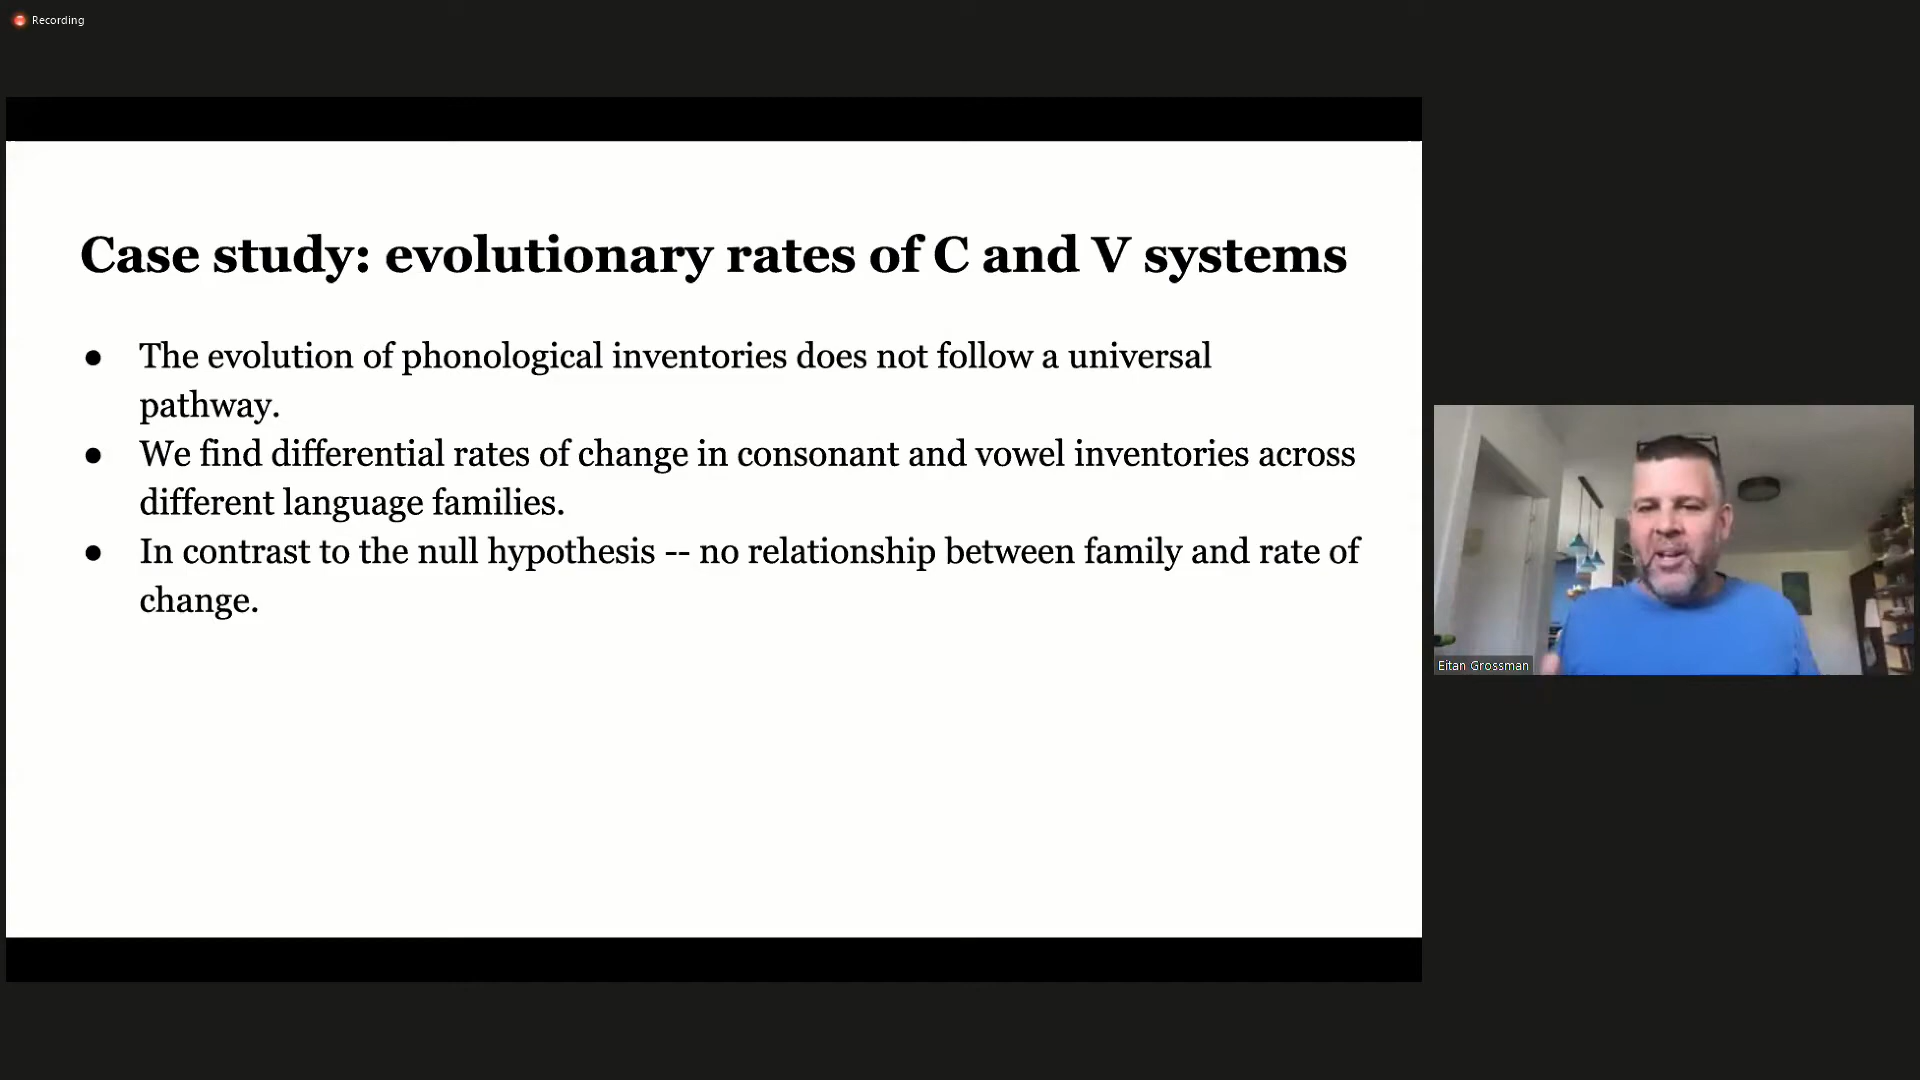 Recording
Case study: evolutionary rates of C and V systems
● The evolution of phonological inventories does not follow a universal
pathway.
● We find differential rates of change in consonant and vowel inventories across
different language families.
● In contrast to the null hypothesis -- no relationship between family and rate of
change.
Eitan Grossman